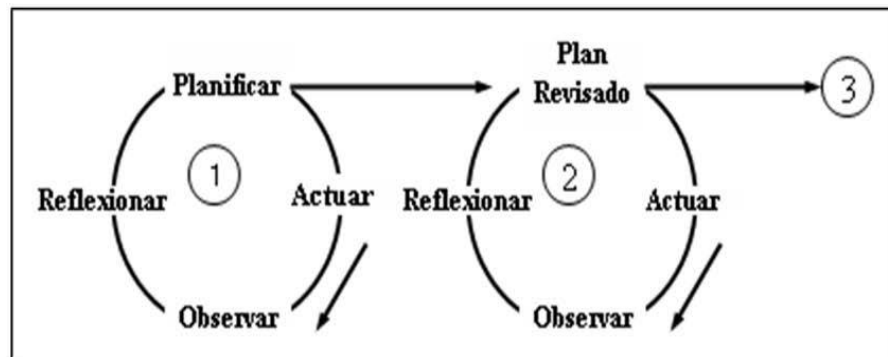 Planificar
1
Reflexionar
Actuar
Observar
Plan
Revisado
2
Reflexionar
Actuar
Observar
3